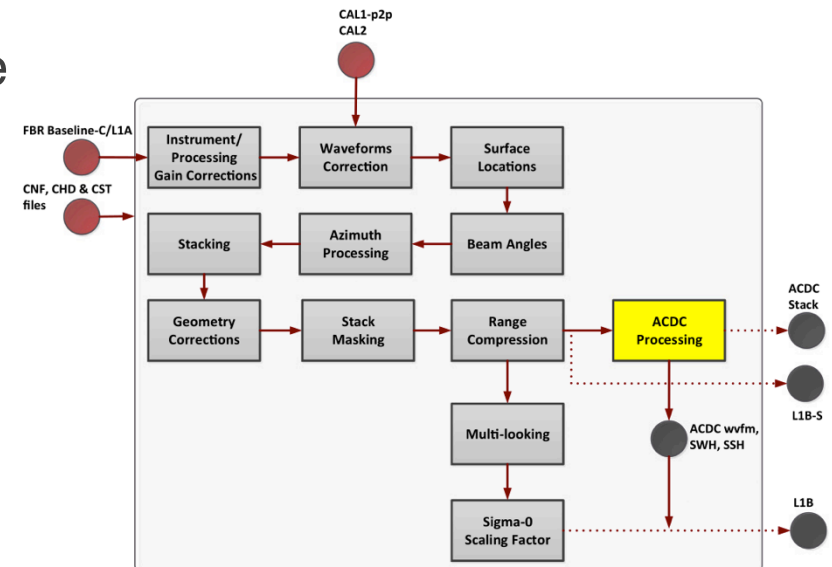 e
CAL1-p2p
CAL2
FBR Baseline-C/L1A
CNF, CHD & CST
files
Instrument/
Processing
Gain Corrections
Waveforms
Correction
Surface
Locations
Stacking
Azimuth
Processing
Beam Angles
Geometry
Corrections
Stack
Masking
Range
Compression
ACDC
Processing
ACDC
Stack
L1B-S
Multi-looking
ACDC wvfm,
SWH, SSH
Sigma-0
Scaling Factor
L1B